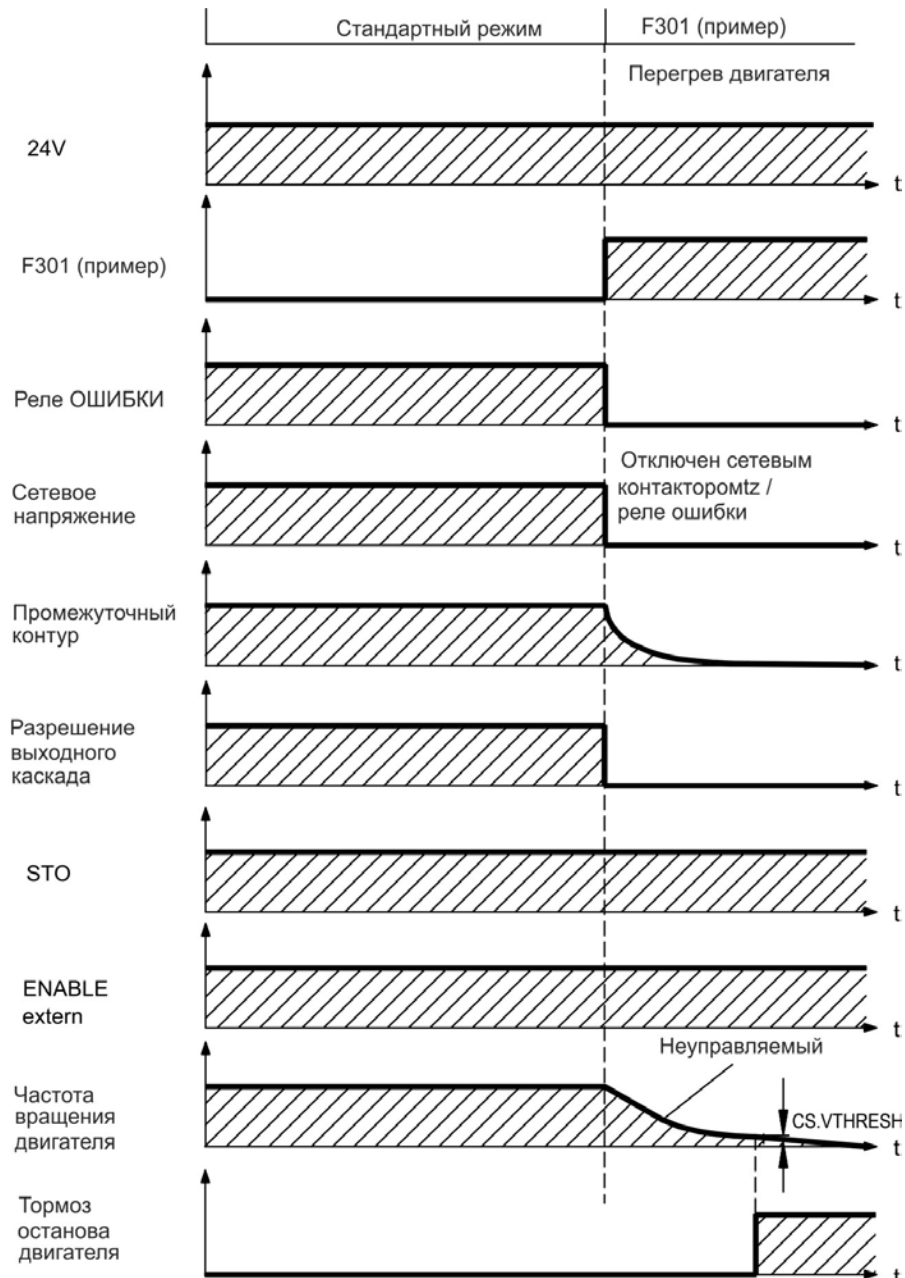 Стандартный режим
F301 (пример)
Перегрев двигателя
24V
t
F301 (пример)
t
Реле ОШИБКИ
t
Отключен сетевым
контакторомtz /
реле ошибки
Сетевое
напряжение
t
Промежуточный
контур
t
Разрешение
выходного
каскада
t
STO
t
ENABLE
extern
t
Неуправляемый
Частота
вращения
двигателя
CS.VTHRESH
t
Тормоз
останова
двигателя
t